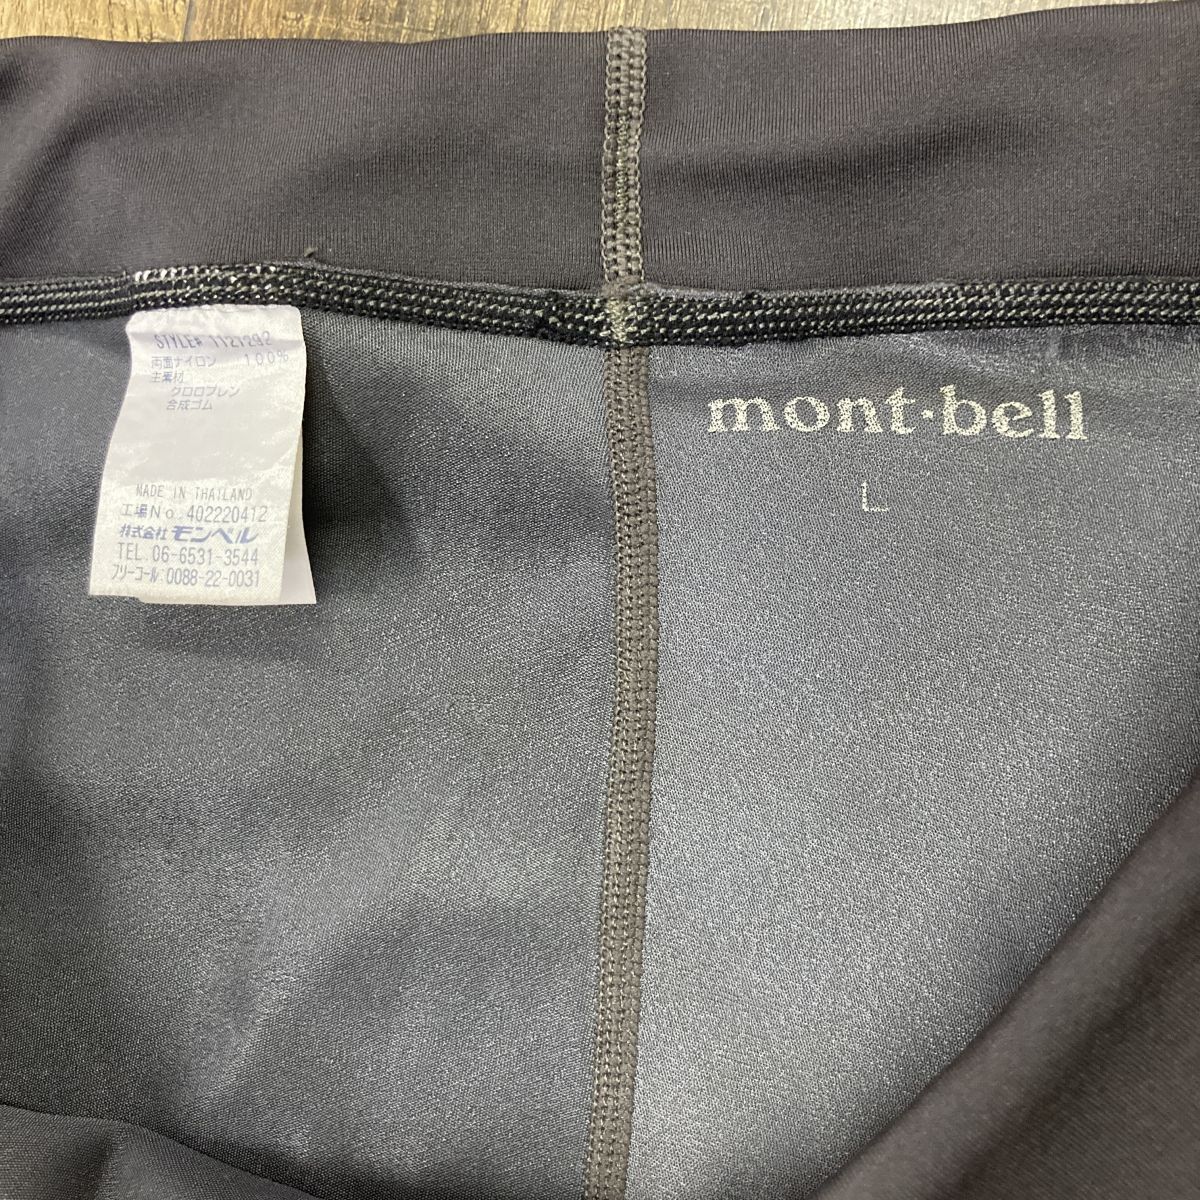 STYLE# 1127292
両面ナイロン 100%
主素材
クロロプレン
合成ゴム
MADE IN THAILAND
工場No.402220412
株式会社モンベル
TEL.06-6531-3544
フリーコール:0088-22-0031
mont-bell
L